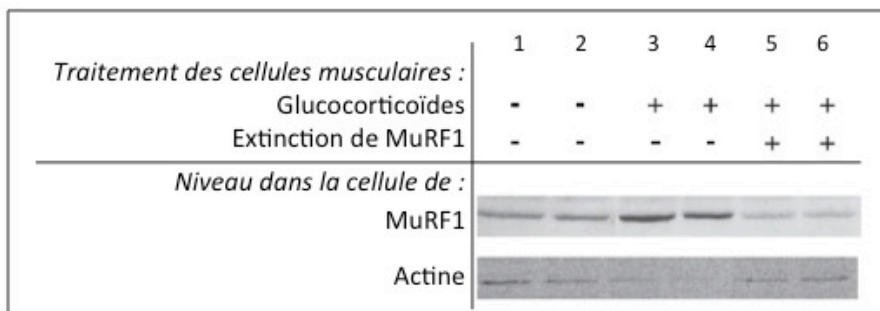 1 2 3 4 5 6
Traitement des cellules musculaires :
Glucocorticoïdes - - + + + +
Extinction de MuRF1 - - - - + +
Niveau dans la cellule de :
MuRF1
Actine